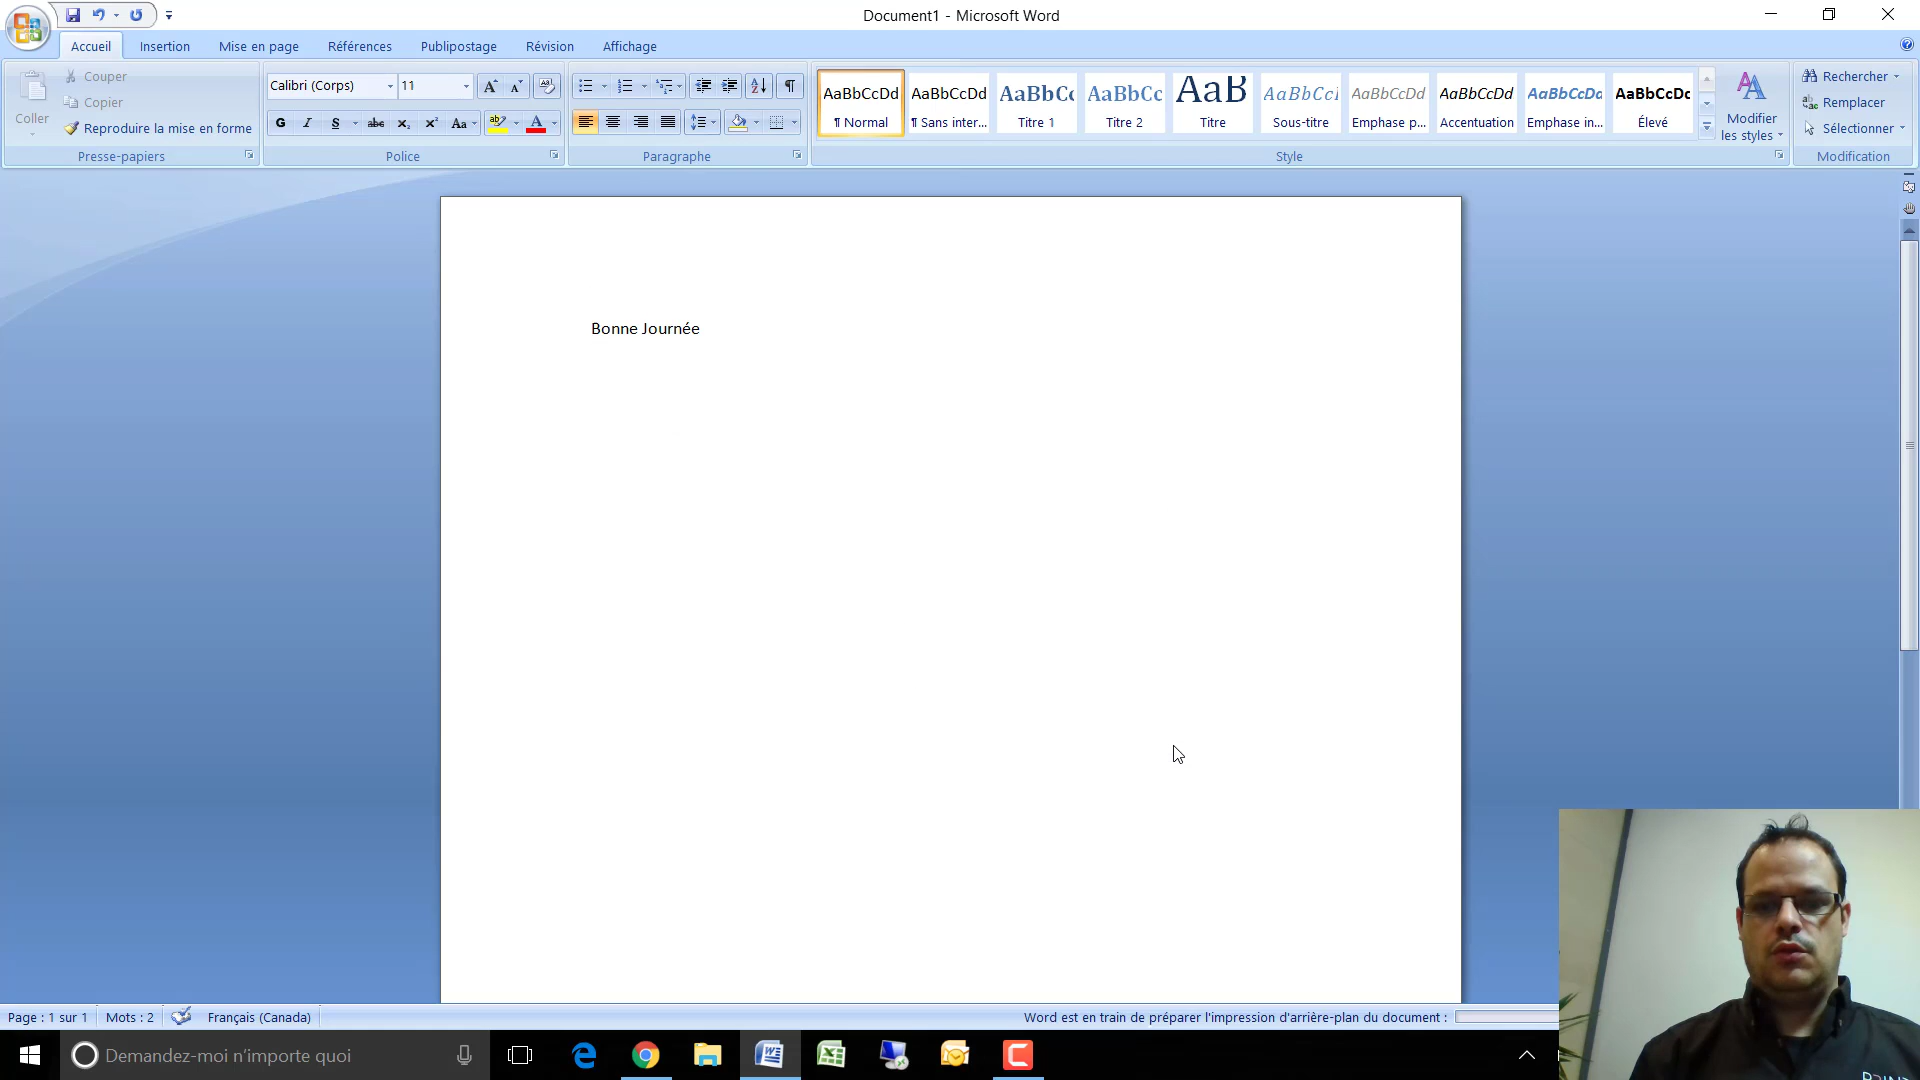 Document1 - Microsoft Word
Accueil Insertion Mise en page Références Publipostage Révision Affichage
Coller
Couper
Copier
Reproduire la mise en forme
Presse-papiers
Calibri (Corps) 11
G I S abc x₂ x² Aa
Police
Paragraphe
AaBbCcDd AaBbCcDd AaBbCc AaBbCc AaB AaBbCcI AaBbCcDd AaBbCcDd AaBbCcDd AaBbCcDc
¶ Normal ¶ Sans inter... Titre 1 Titre 2 Titre Sous-titre Emphase p... Accentuation Emphase in... Élevé
Style
Modifier
les styles
Rechercher
Remplacer
Sélectionner
Modification
Bonne Journée
Page : 1 sur 1 Mots : 2 Français (Canada) Word est en train de préparer l'impression d'arrière-plan du document :
Demandez-moi n'importe quoi